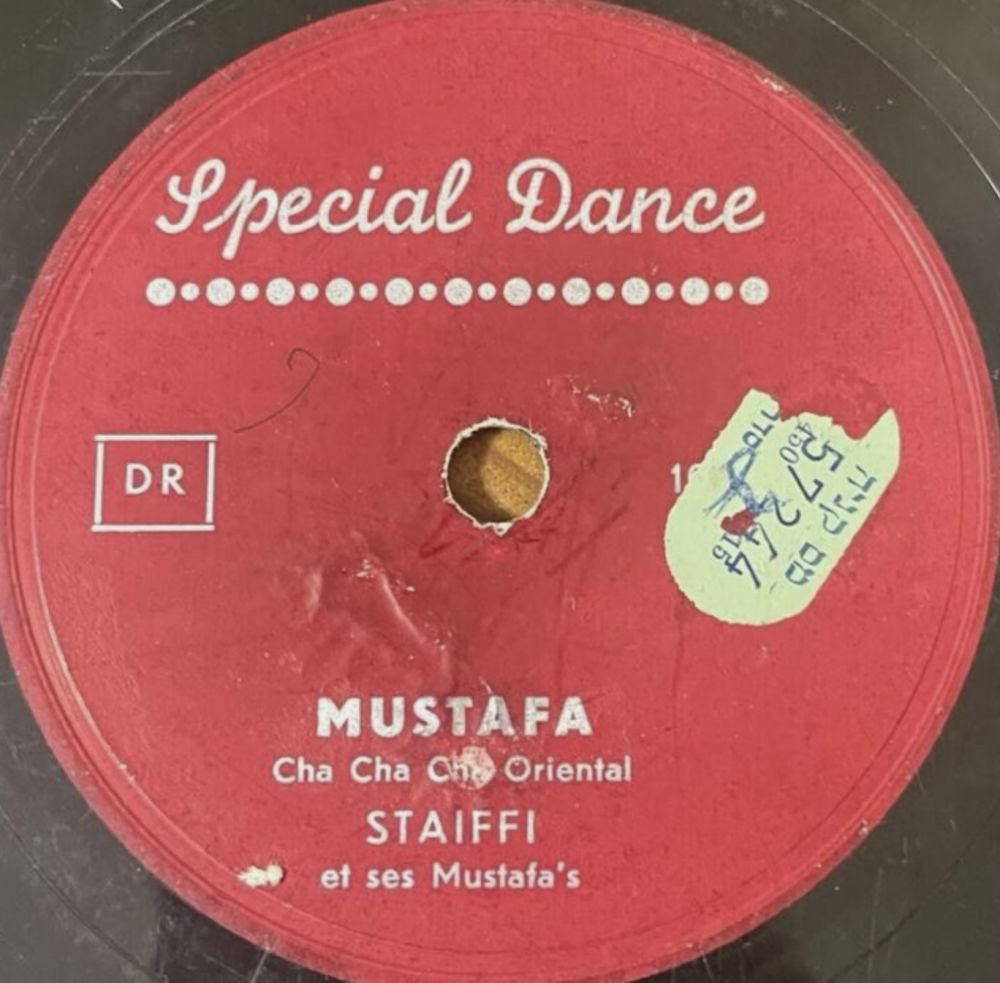 Special Dance
DR
MUSTAFA
Cha Cha Cha Oriental
STAIFFI
et ses Mustafa's